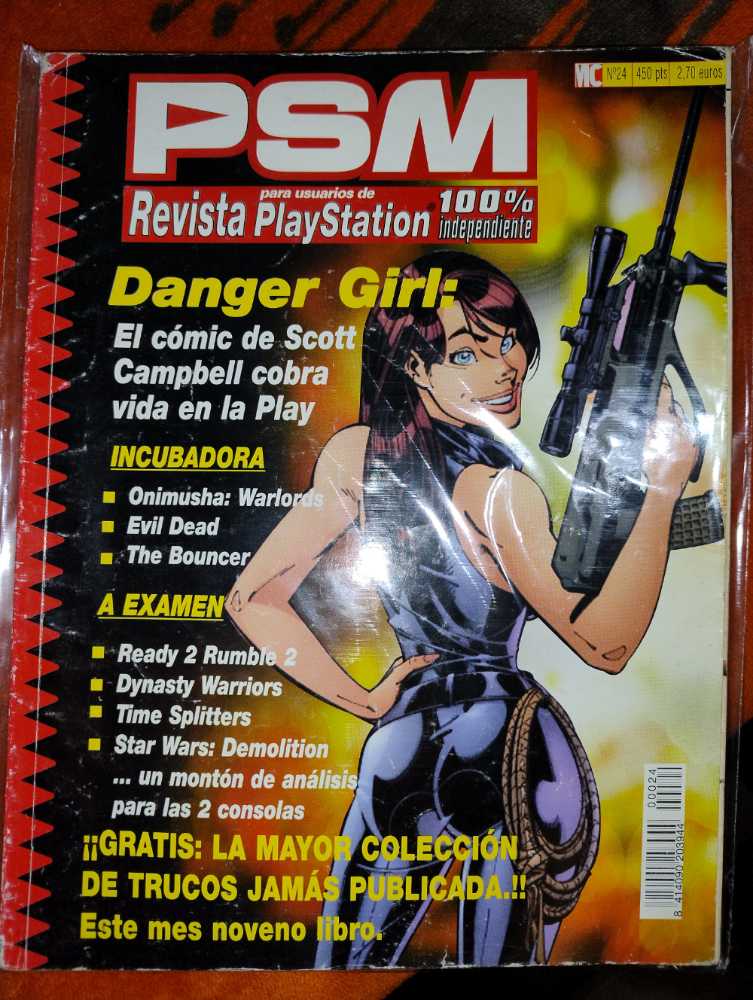 PSM
MC Nº24 450 pts 2,70 euros
para usuarios de
Revista PlayStation® 100% independiente
Danger Girl:
El cómic de Scott
Campbell cobra
vida en la Play
INCUBADORA
Onimusha: Warlords
Evil Dead
The Bouncer
A EXAMEN
Ready 2 Rumble 2
Dynasty Warriors
Time Splitters
Star Wars: Demolition
... un montón de análisis
para las 2 consolas
¡¡GRATIS: LA MAYOR COLECCIÓN
DE TRUCOS JAMÁS PUBLICADA.!!
Este mes noveno libro.
00024
8 414090 203944